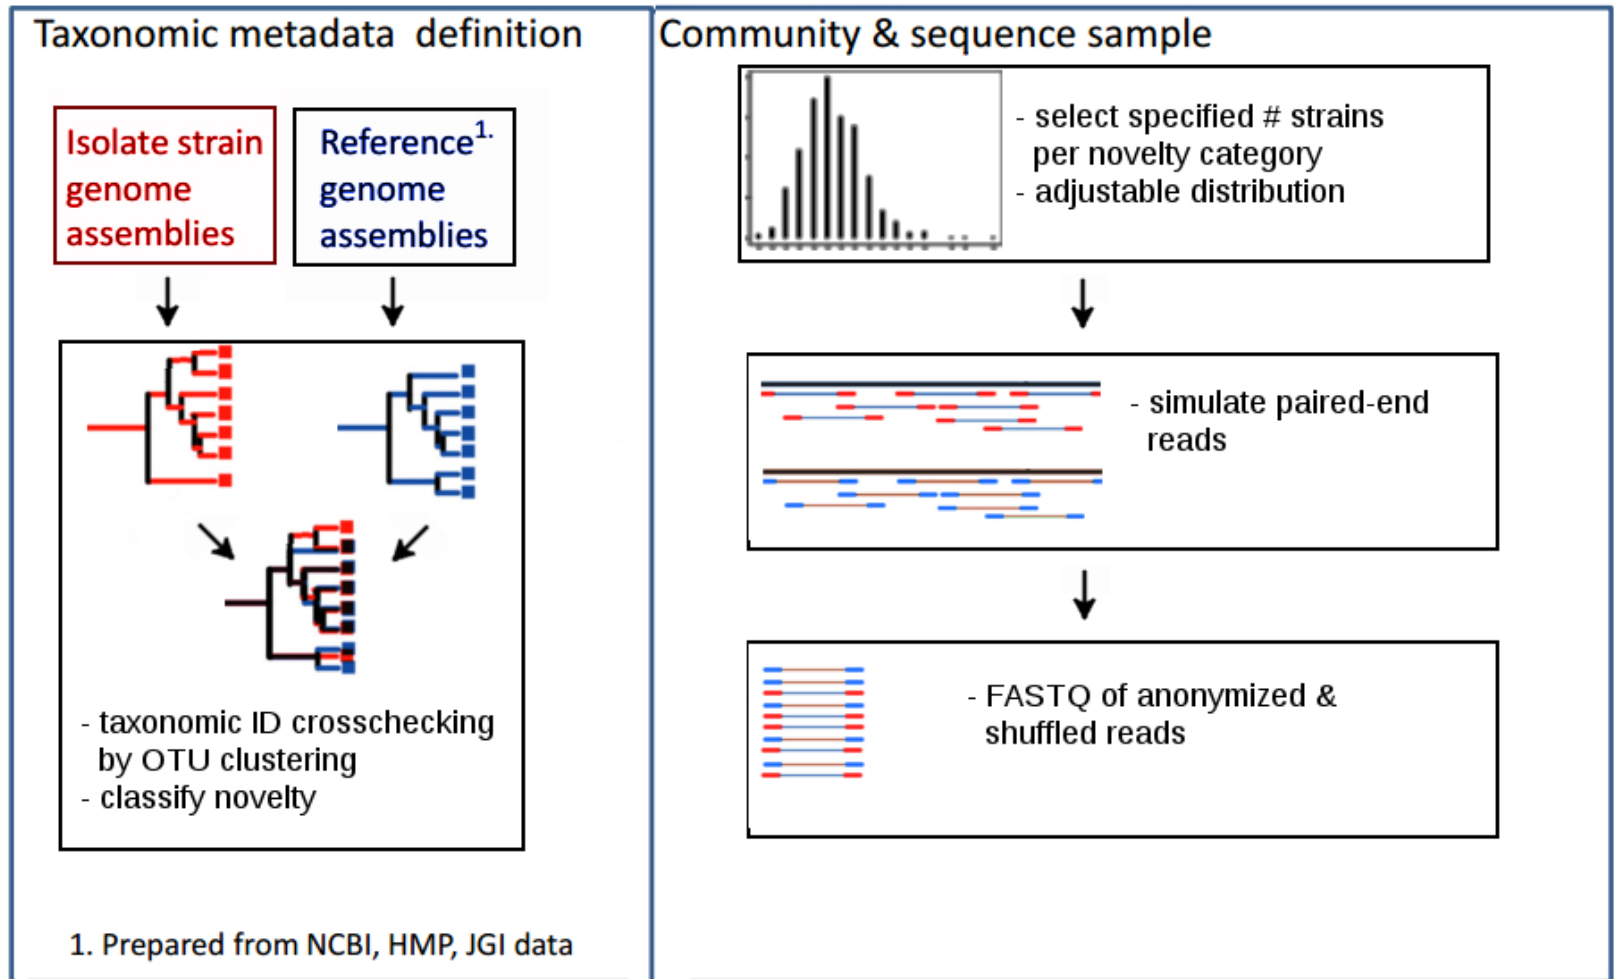 Taxonomic metadata definition
Isolate strain
genome
assemblies
Reference1.
genome
assemblies
- taxonomic ID crosschecking
by OTU clustering
- classify novelty
1. Prepared from NCBI, HMP, JGI data
Community & sequence sample
- select specified # strains
per novelty category
- adjustable distribution
- simulate paired-end
reads
- FASTQ of anonymized &
shuffled reads